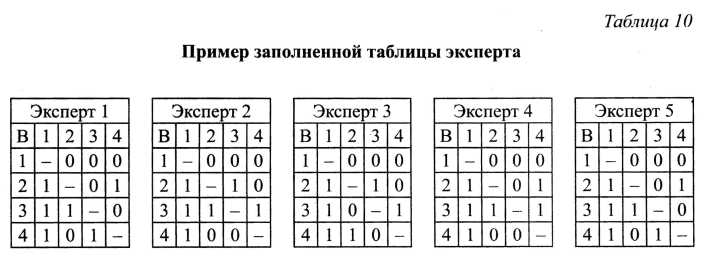 Таблица 10
Пример заполненной таблицы эксперта
Эксперт 1 Эксперт 2 Эксперт 3 Эксперт 4 Эксперт 5
В 1 2 3 4 В 1 2 3 4 В 1 2 3 4 В 1 2 3 4 В 1 2 3 4
1 – 0 0 0 1 – 0 0 0 1 – 0 0 0 1 – 0 0 0 1 – 0 0 0
2 1 – 0 1 2 1 – 1 0 2 1 – 1 0 2 1 – 0 1 2 1 – 0 1
3 1 1 – 0 3 1 1 – 1 3 1 0 – 1 3 1 1 – 1 3 1 1 – 0
4 1 0 1 – 4 1 0 0 – 4 1 1 0 – 4 1 0 0 – 4 1 0 1 –